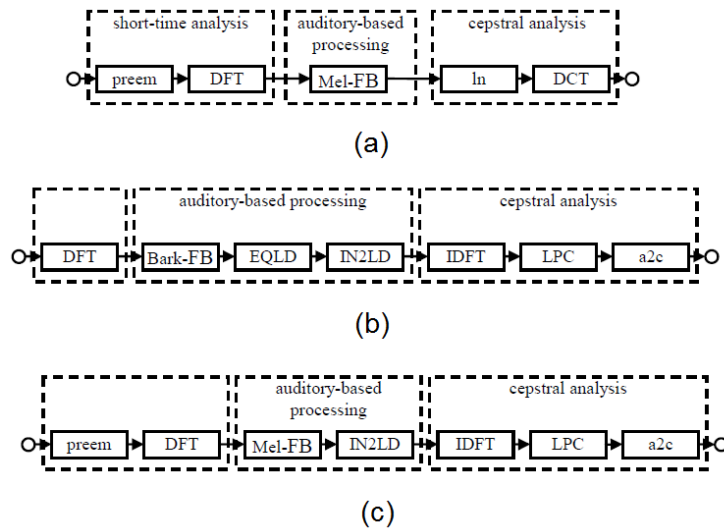 short-time analysis
auditory-based
processing
cepstral analysis
preem
DFT
Mel-FB
ln
DCT
(a)
auditory-based processing
cepstral analysis
DFT
Bark-FB
EQLD
IN2LD
IDFT
LPC
a2c
(b)
auditory-based
processing
cepstral analysis
preem
DFT
Mel-FB
IN2LD
IDFT
LPC
a2c
(c)